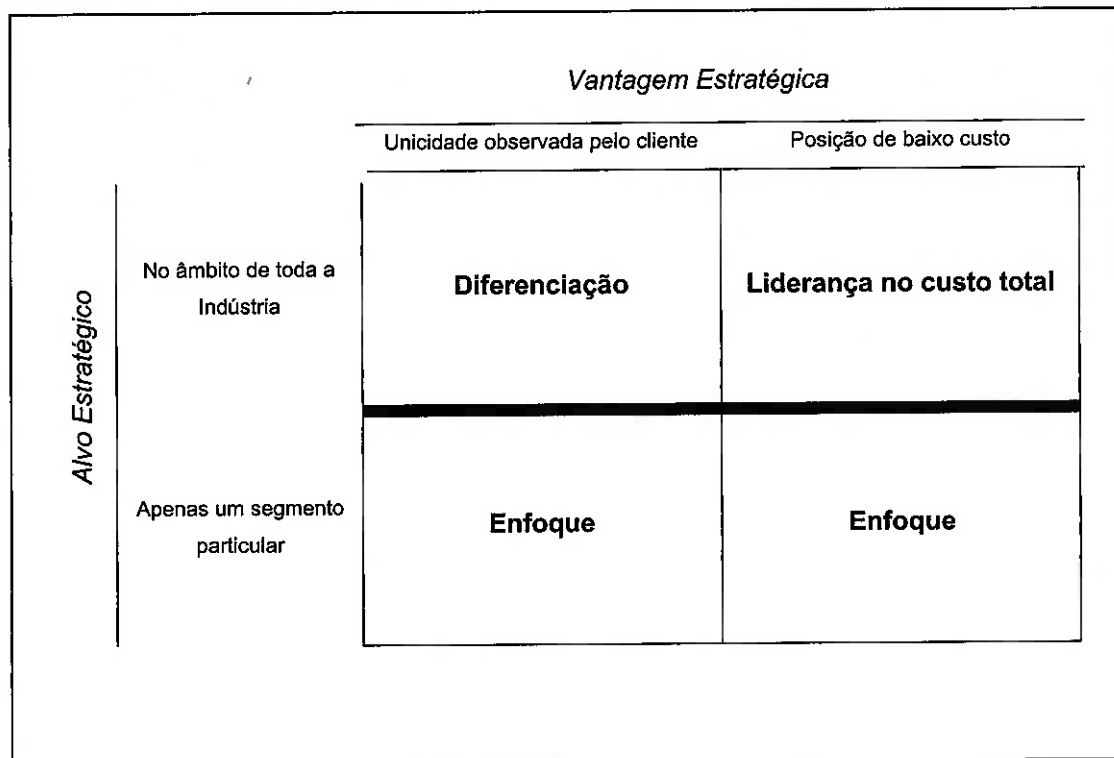 Vantagem Estratégica
Unicidade observada pelo cliente
Posição de baixo custo
Alvo Estratégico
No âmbito de toda a
Indústria
Diferenciação
Liderança no custo total
Apenas um segmento
particular
Enfoque
Enfoque